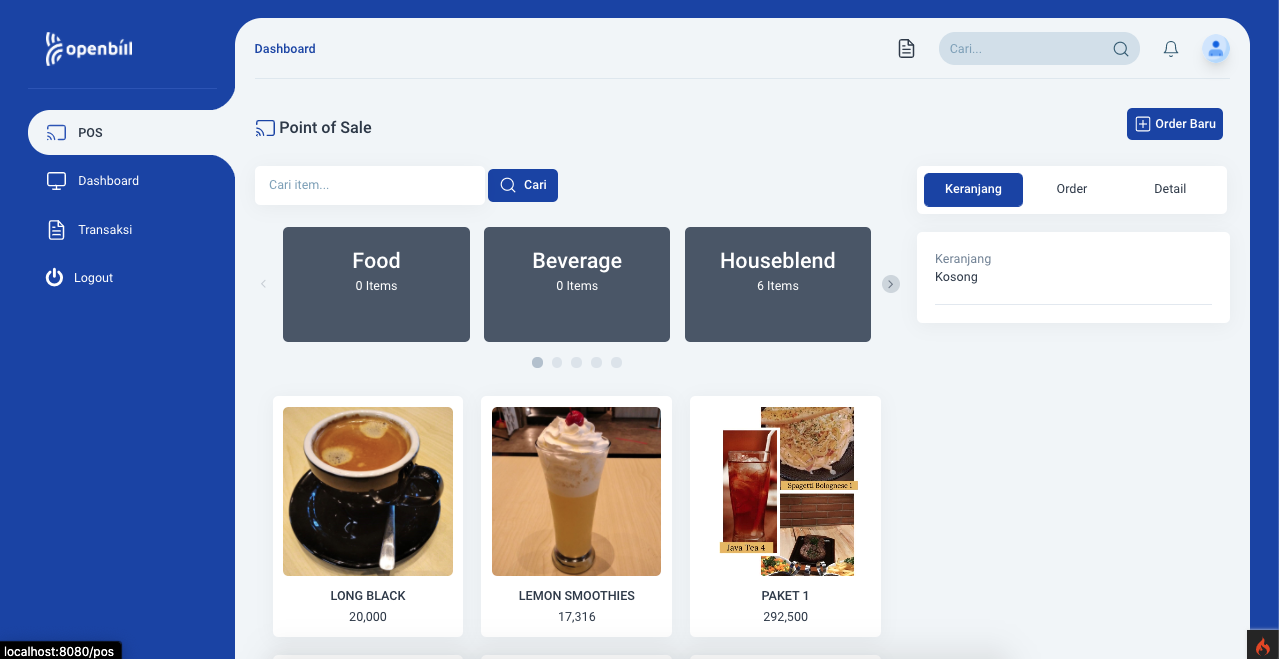 openbill
Dashboard
Cari...
POS
Dashboard
Transaksi
Logout
Point of Sale
Order Baru
Cari item...
Cari
Keranjang
Order
Detail
Food
0 Items
Beverage
0 Items
Houseblend
6 Items
Keranjang
Kosong
Spagetti Bolognese 1
Java Tea 4
LONG BLACK
20,000
LEMON SMOOTHIES
17,316
PAKET 1
292,500
localhost:8080/pos